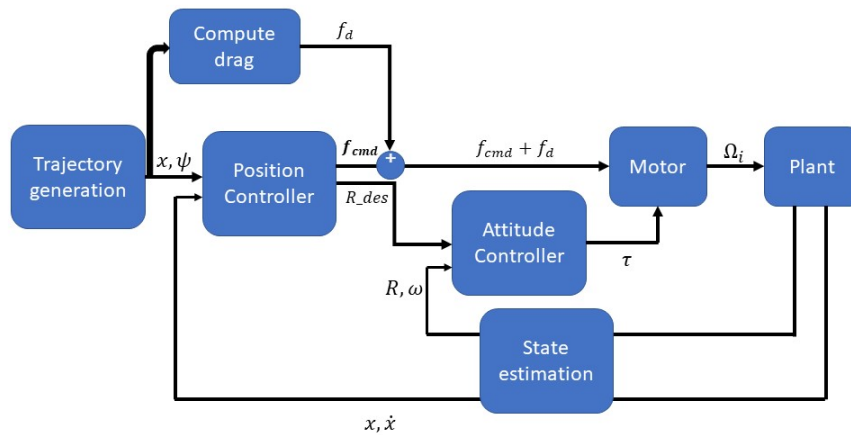 Compute
drag
f_d
Trajectory
generation
x, ψ
Position
Controller
f_cmd
+
f_cmd + f_d
R_des
Motor
Ω_i
Plant
Attitude
Controller
τ
R, ω
State
estimation
x, ẋ